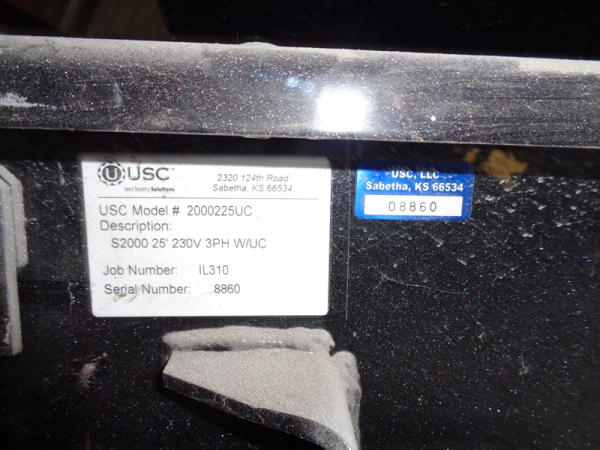 USC
Seed Treating Solutions
2320 124th Road
Sabetha, KS 66534
USC Model # 2000225UC
Description:
S2000 25' 230V 3PH W/UC
Job Number: IL310
Serial Number: 8860
USC, LLC
Sabetha, KS 66534
08860